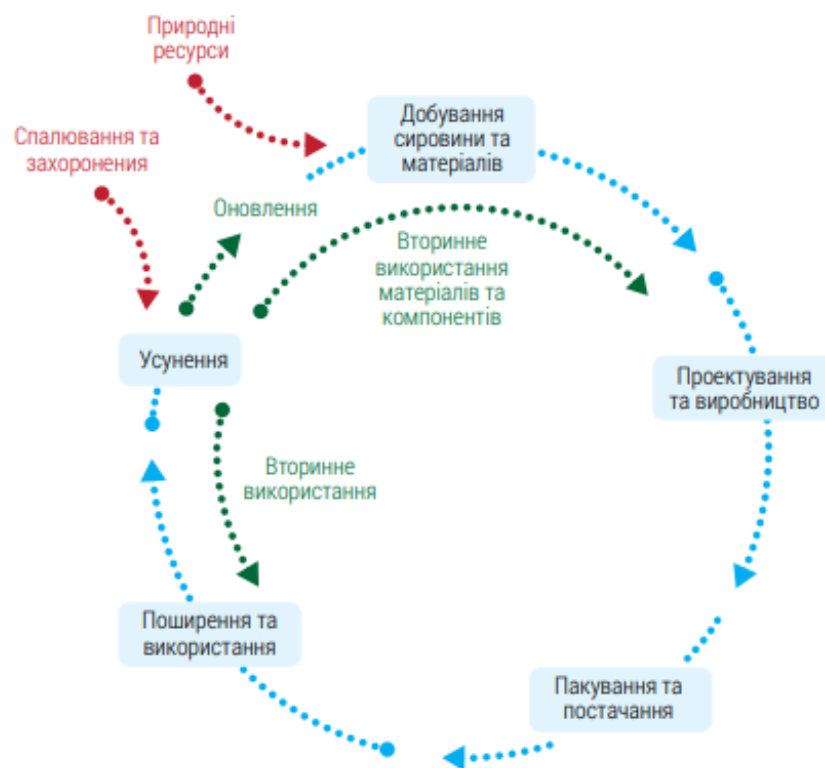 Природні
ресурси
Добування
сировини та
матеріалів
Спалювання та
захоронения
Оновлення
Вторинне
використання
матеріалів та
компонентів
Усунення
Проектування
та виробництво
Вторинне
використання
Поширення та
використання
Пакування та
постачання